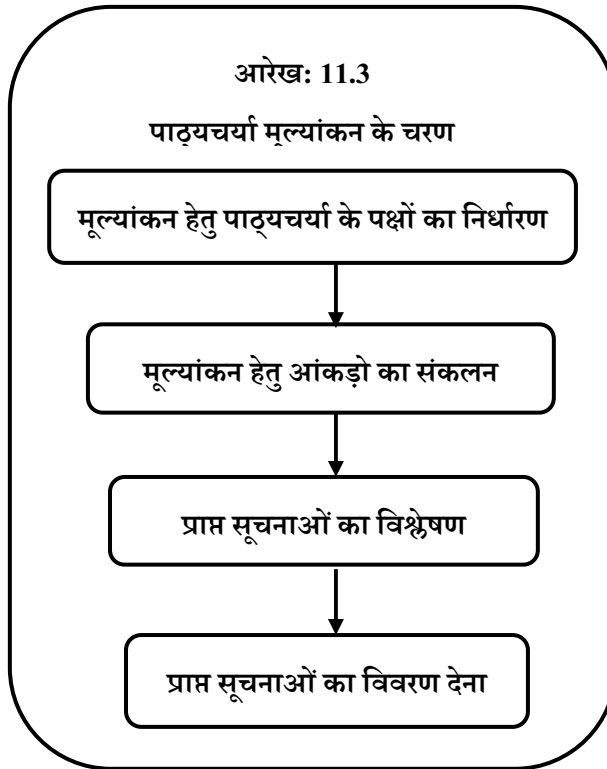 आरेख: 11.3
पाठ्यचर्या मूल्यांकन के चरण
मूल्यांकन हेतु पाठ्यचर्या के पक्षों का निर्धारण
मूल्यांकन हेतु आंकड़ो का संकलन
प्राप्त सूचनाओं का विश्लेषण
प्राप्त सूचनाओं का विवरण देना